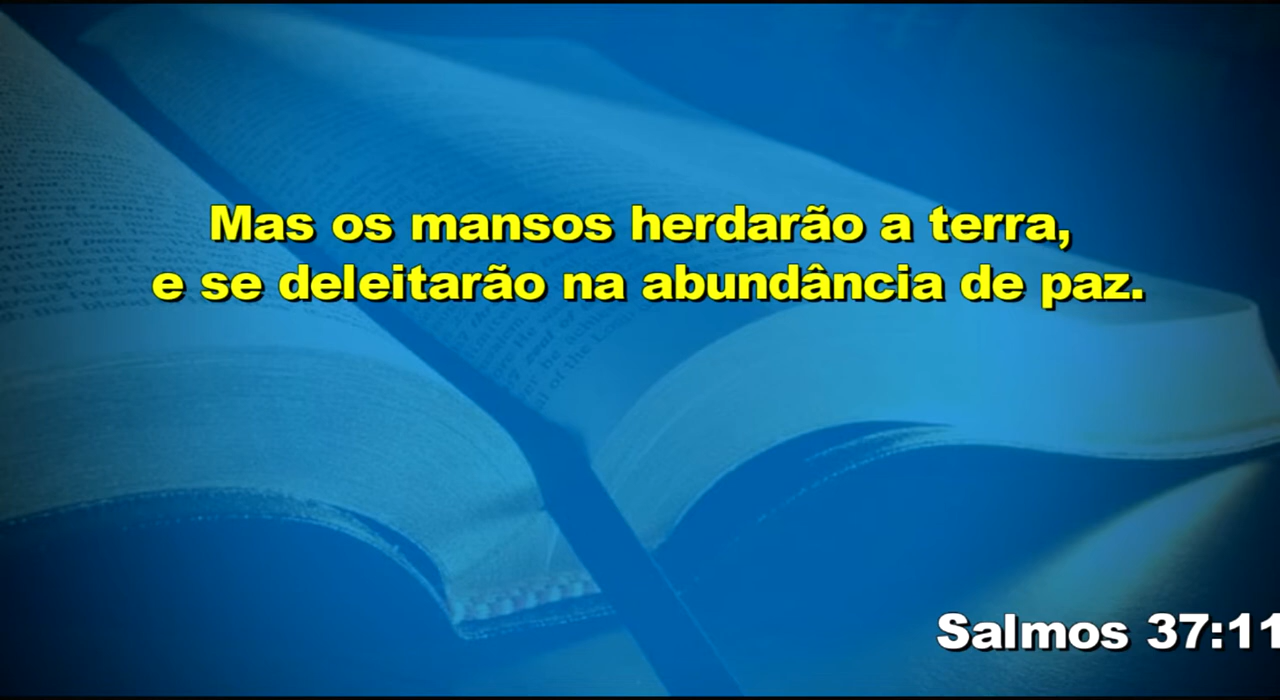 Mas os mansos herdarão a terra,
e se deleitarão na abundância de paz.
Salmos 37:11